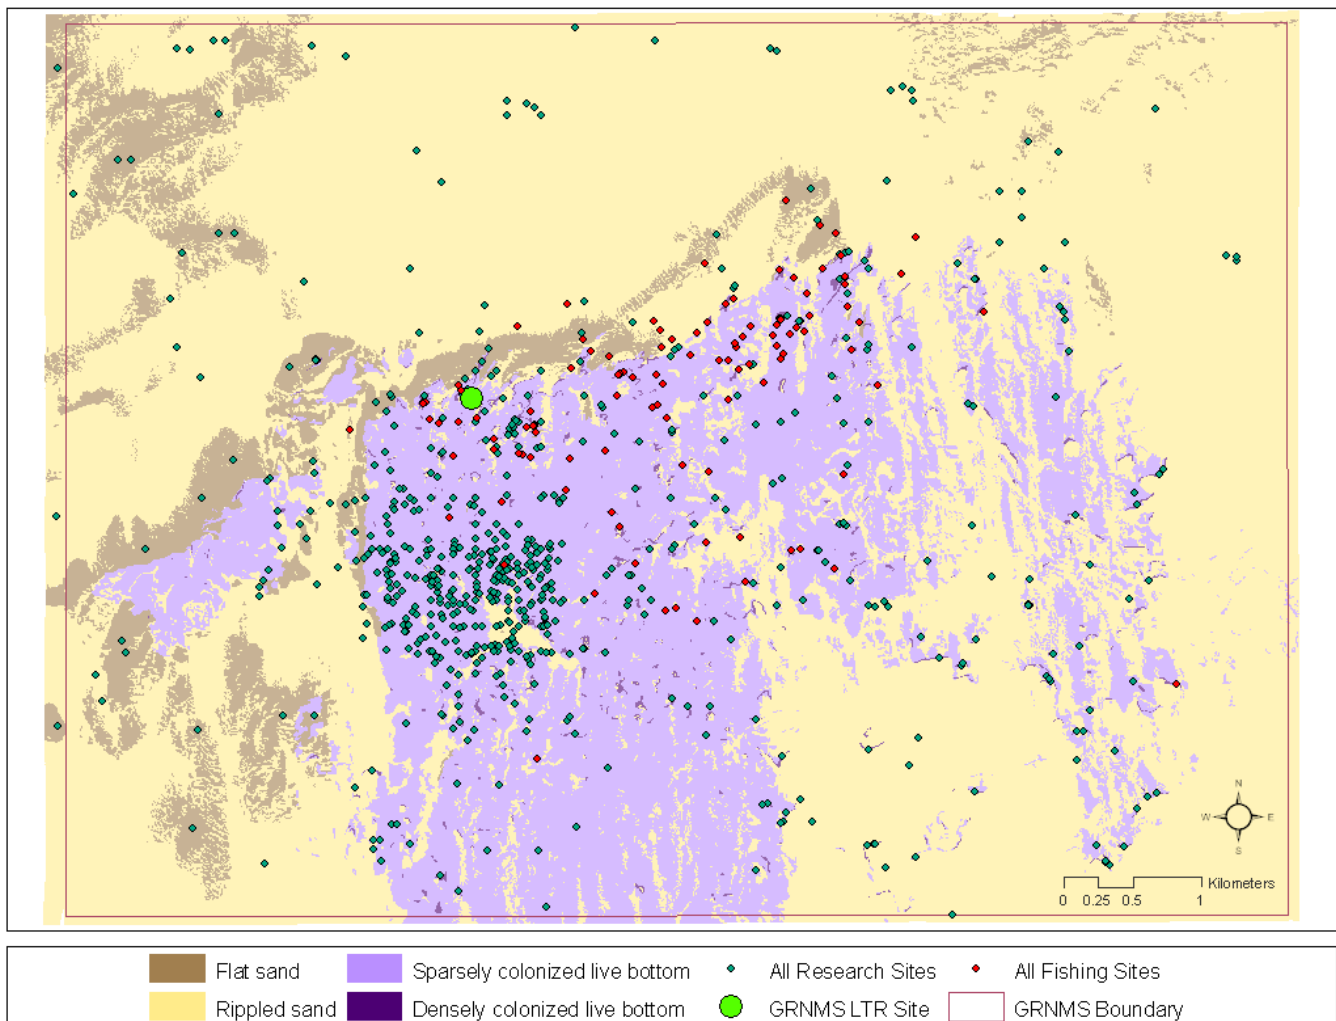 N
W E
S
Kilometers
0 0.25 0.5 1
Flat sand Sparsely colonized live bottom All Research Sites All Fishing Sites
Rippled sand Densely colonized live bottom GRNMS LTR Site GRNMS Boundary